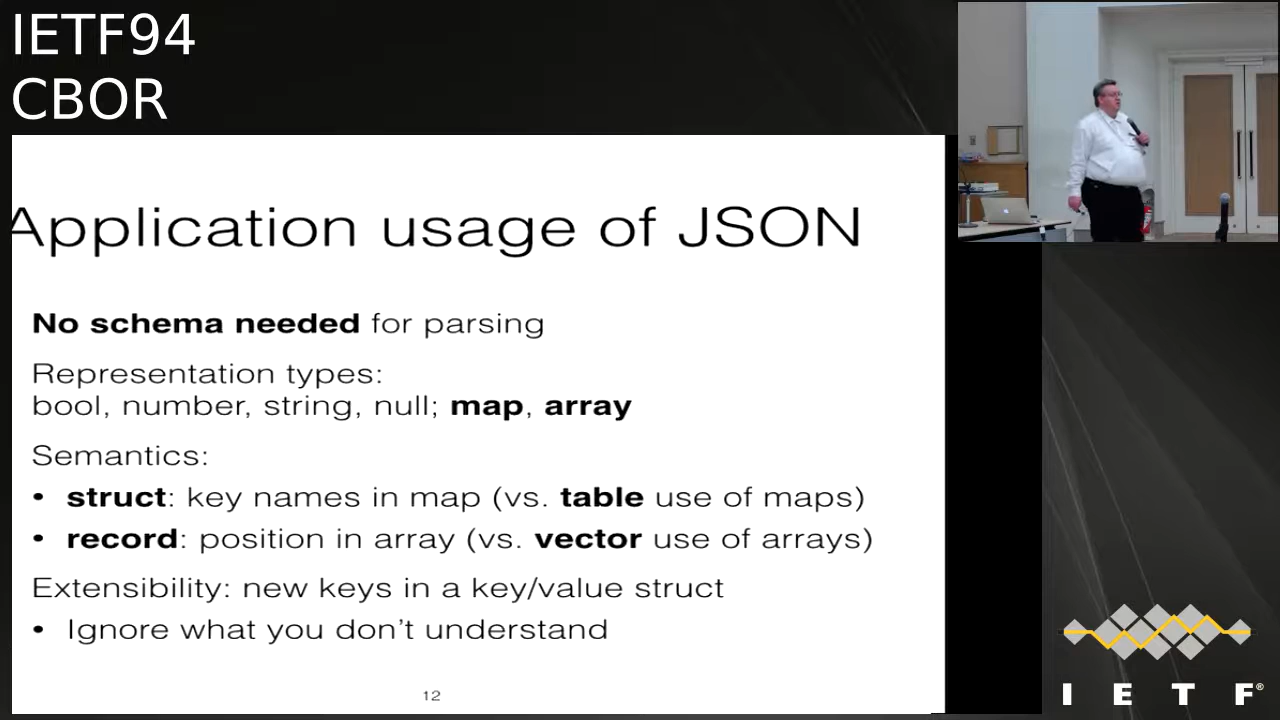 IETF94
CBOR
Application usage of JSON
No schema needed for parsing
Representation types:
bool, number, string, null; map, array
Semantics:
• struct: key names in map (vs. table use of maps)
• record: position in array (vs. vector use of arrays)
Extensibility: new keys in a key/value struct
• Ignore what you don’t understand
12
I E T F®